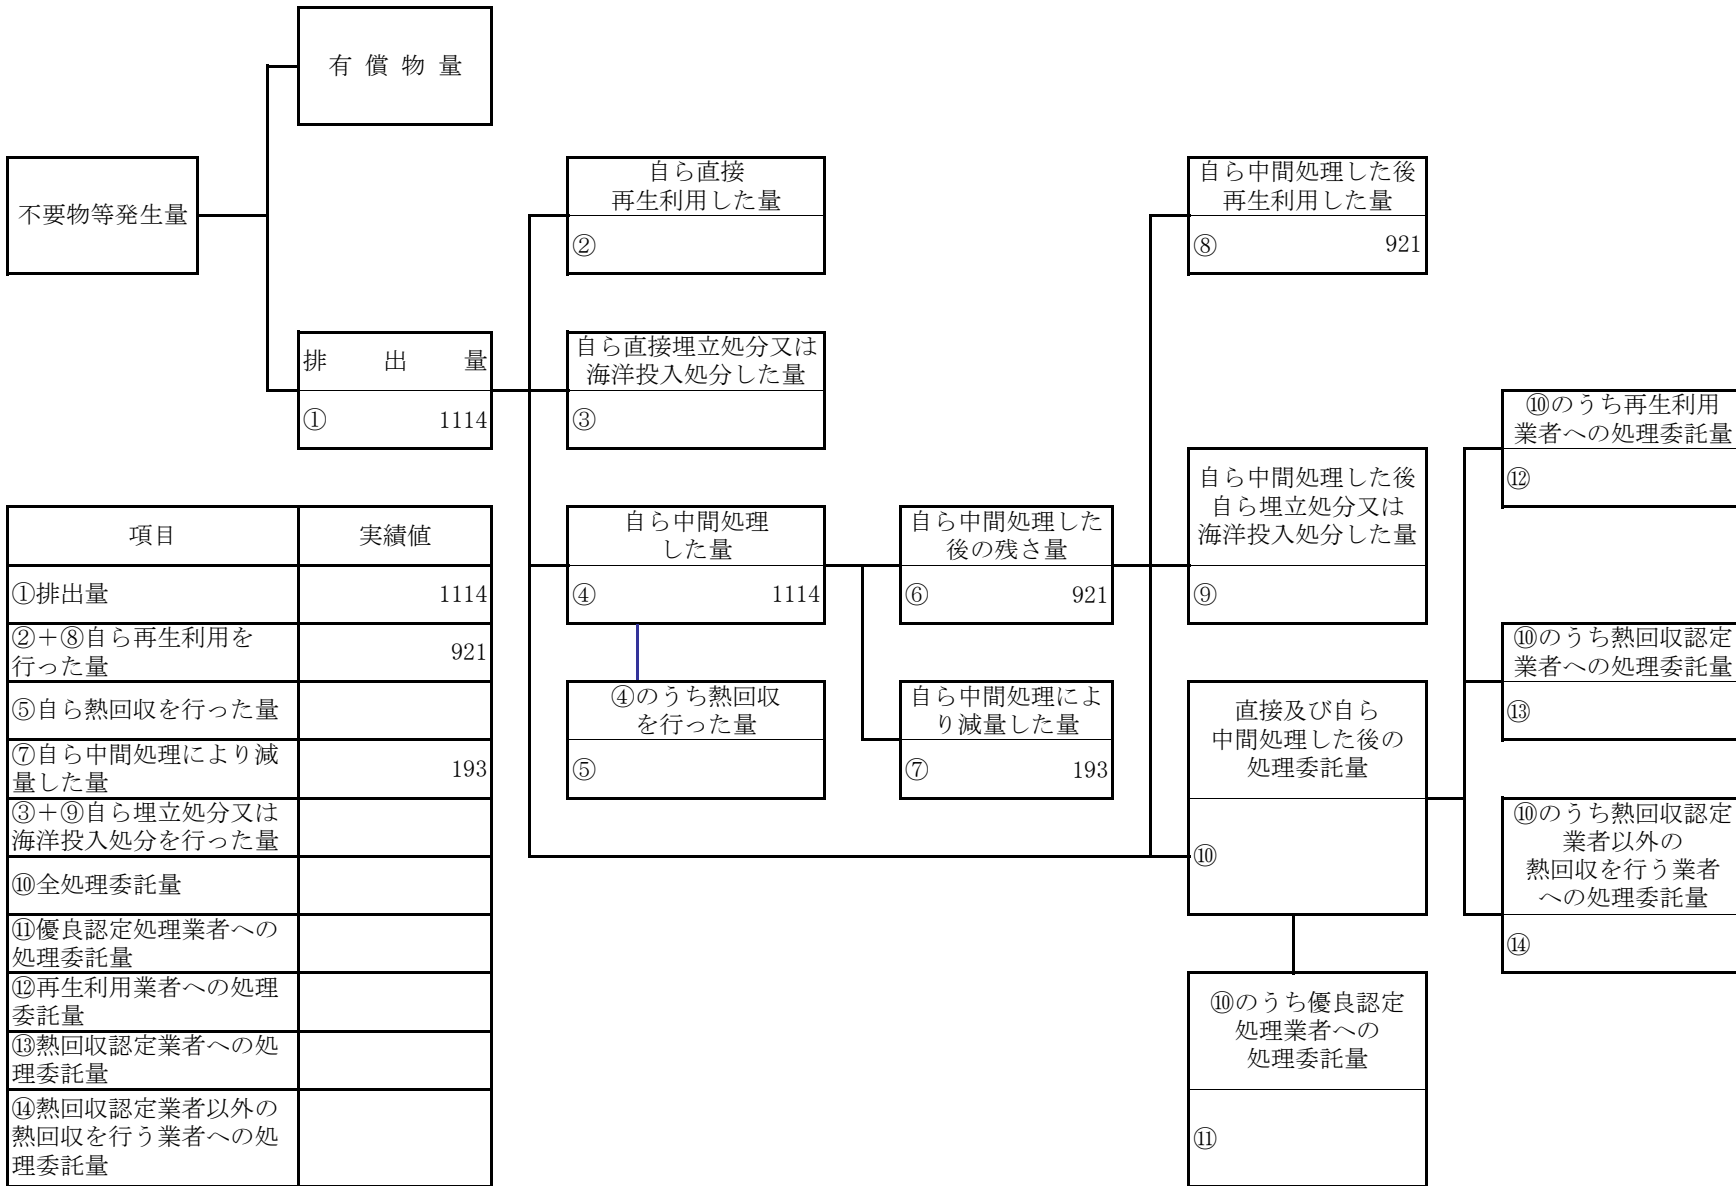 有償物量
不要物等発生量
自ら直接
再生利用した量
②
自ら中間処理した後
再生利用した量
⑧ 921
排出量
① 1114
自ら直接埋立処分又は
海洋投入処分した量
③
⑩のうち再生利用
業者への処理委託量
⑫
自ら中間処理した後
自ら埋立処分又は
海洋投入処分した量
⑨
自ら中間処理
した量
④ 1114
自ら中間処理した
後の残さ量
⑥ 921
⑩のうち熱回収認定
業者への処理委託量
⑬
④のうち熱回収
を行った量
⑤
自ら中間処理によ
り減量した量
⑦ 193
直接及び自ら
中間処理した後の
処理委託量
⑩
⑩のうち熱回収認定
業者以外の
熱回収を行う業者
への処理委託量
⑭
⑩のうち優良認定
処理業者への
処理委託量
⑪
項目 実績値
①排出量 1114
②+⑧自ら再生利用を
行った量 921
⑤自ら熱回収を行った量
⑦自ら中間処理により減
量した量 193
③+⑨自ら埋立処分又は
海洋投入処分を行った量
⑩全処理委託量
⑪優良認定処理業者への
処理委託量
⑫再生利用業者への処理
委託量
⑬熱回収認定業者への処
理委託量
⑭熱回収認定業者以外の
熱回収を行う業者への処
理委託量